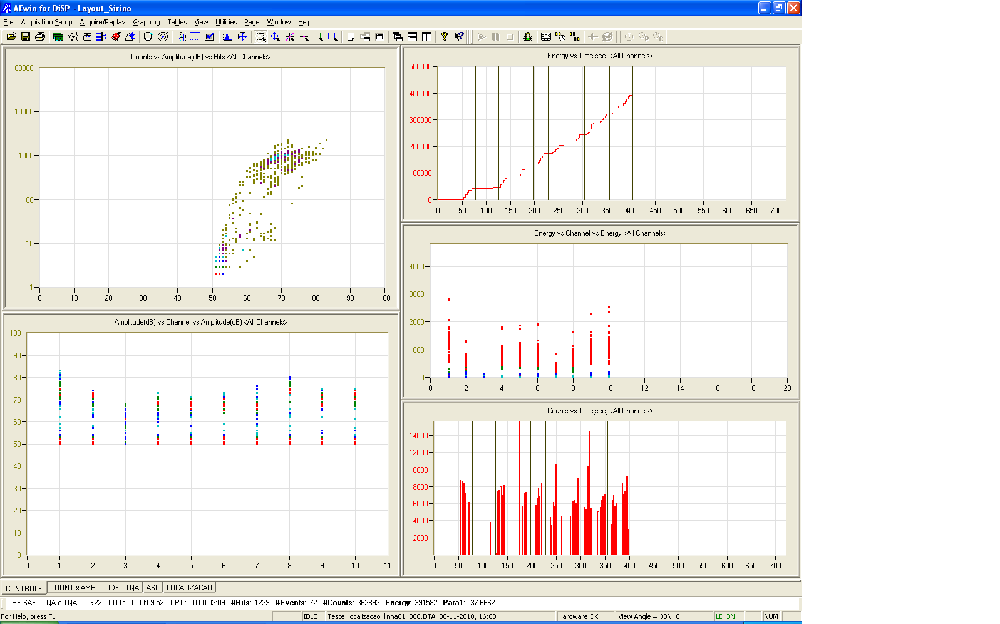 AEwin for DiSP - Layout_Sirino
File Acquisition Setup Acquire/Replay Graphing Tables View Utilities Page Window Help
Counts vs Amplitude(dB) vs Hits <All Channels>
100000
10000
1000
100
10
1
0 10 20 30 40 50 60 70 80 90 100
Energy vs Time(sec) <All Channels>
500000
400000
300000
200000
100000
0
0 50 100 150 200 250 300 350 400 450 500 550 600 650 700
Energy vs Channel vs Energy <All Channels>
4000
3000
2000
1000
0
0 2 4 6 8 10 12 14 16 18 20
Amplitude(dB) vs Channel vs Amplitude(dB) <All Channels>
100
90
80
70
60
50
40
30
20
10
0
0 1 2 3 4 5 6 7 8 9 10 11
Counts vs Time(sec) <All Channels>
14000
12000
10000
8000
6000
4000
2000
0 50 100 150 200 250 300 350 400 450 500 550 600 650 700
CONTROLE COUNT x AMPLITUDE - TQA ASL LOCALIZACAO
UHE SAE - TQA e TQAO UG22 TOT: 0 00:09:52 TPT: 0 00:03:09 #Hits: 1239 #Events: 72 #Counts: 362893 Energy: 391582 Para1: -37.6662
For Help, press F1 IDLE Teste_localizacao_linha01_000.DTA 30-11-2018, 16:08 Hardware OK View Angle = 30N, 0 LD ON NUM